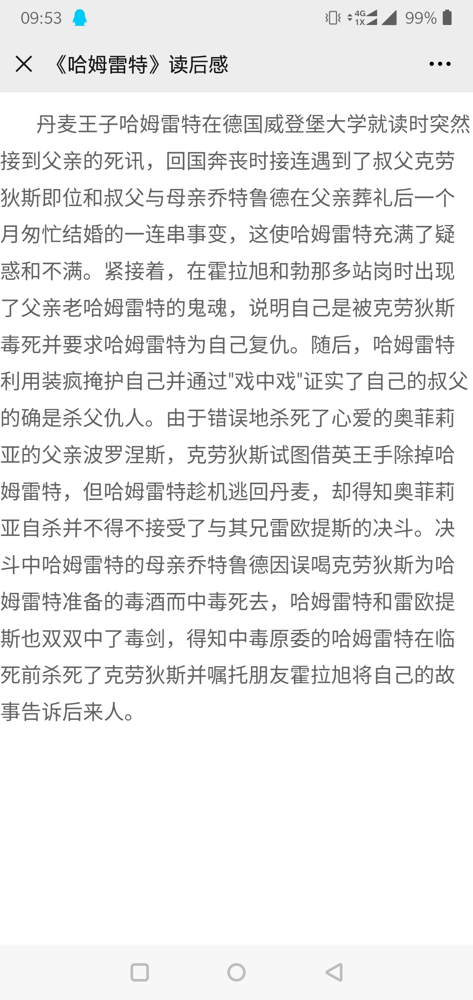 09:53
4G
1X
99%
《哈姆雷特》读后感
丹麦王子哈姆雷特在德国威登堡大学就读时突然
接到父亲的死讯，回国奔丧时接连遇到了叔父克劳
狄斯即位和叔父与母亲乔特鲁德在父亲葬礼后一个
月匆忙结婚的一连串事变，这使哈姆雷特充满了疑
惑和不满。紧接着，在霍拉旭和勃那多站岗时出现
了父亲老哈姆雷特的鬼魂，说明自己是被克劳狄斯
毒死并要求哈姆雷特为自己复仇。随后，哈姆雷特
利用装疯掩护自己并通过"戏中戏"证实了自己的叔父
的确是杀父仇人。由于错误地杀死了心爱的奥菲莉
亚的父亲波罗涅斯，克劳狄斯试图借英王手除掉哈
姆雷特，但哈姆雷特趁机逃回丹麦，却得知奥菲莉
亚自杀并不得不接受了与其兄雷欧提斯的决斗。决
斗中哈姆雷特的母亲乔特鲁德因误喝克劳狄斯为哈
姆雷特准备的毒酒而中毒死去，哈姆雷特和雷欧提
斯也双双中了毒剑，得知中毒原委的哈姆雷特在临
死前杀死了克劳狄斯并嘱托朋友霍拉旭将自己的故
事告诉后来人。